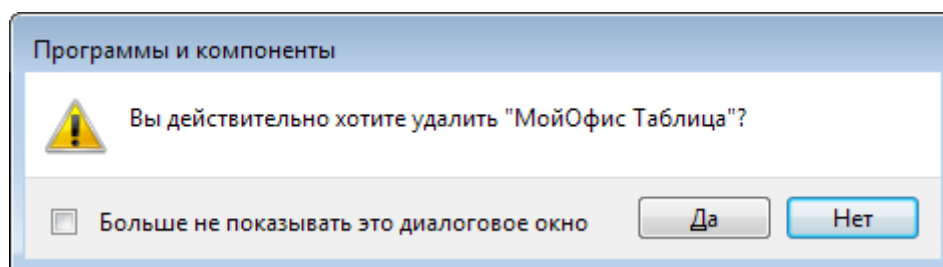 Программы и компоненты
Вы действительно хотите удалить "МойОфис Таблица"?
Больше не показывать это диалоговое окно
Да
Нет